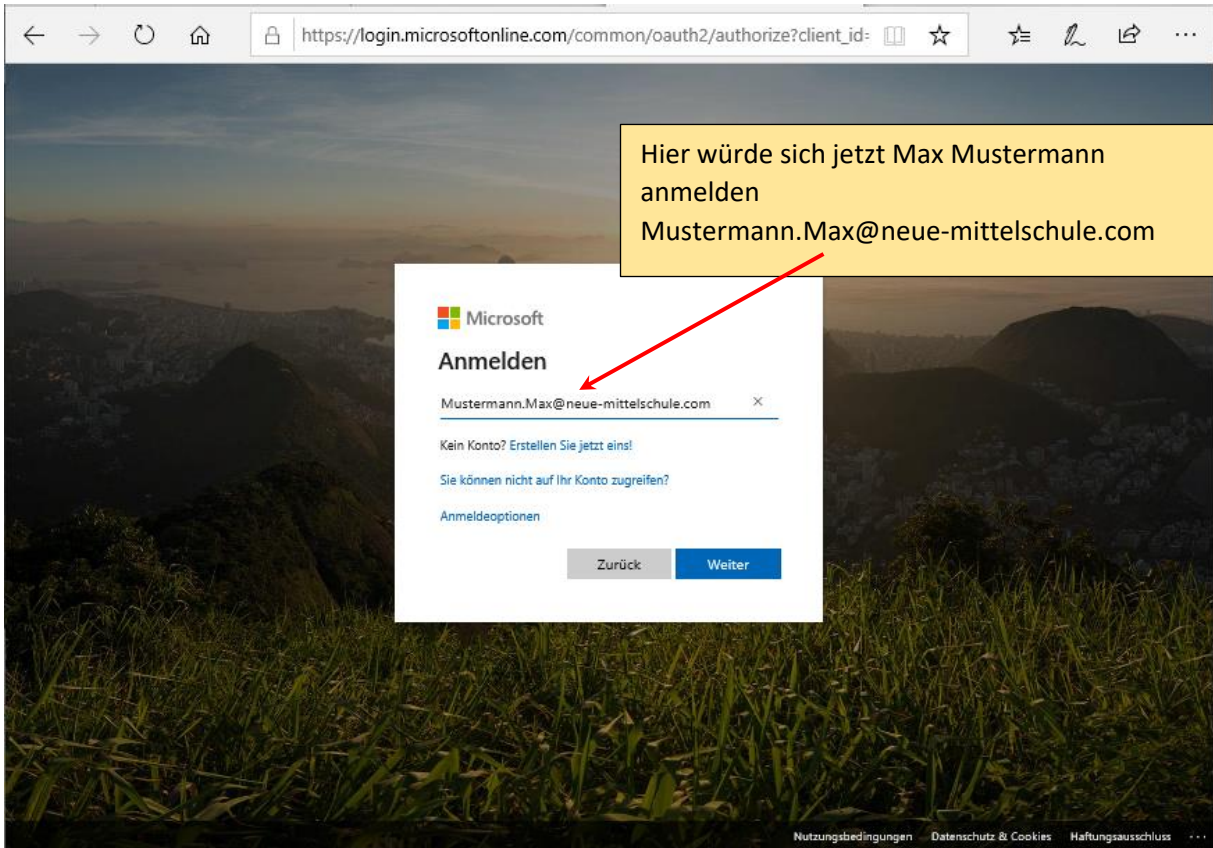 https://login.microsoftonline.com/common/oauth2/authorize?client_id=
Hier würde sich jetzt Max Mustermann
anmelden
Mustermann.Max@neue-mittelschule.com
Microsoft
Anmelden
Mustermann.Max@neue-mittelschule.com
Kein Konto? Erstellen Sie jetzt eins!
Sie können nicht auf Ihr Konto zugreifen?
Anmeldeoptionen
Zurück Weiter
Nutzungsbedingungen Datenschutz & Cookies Haftungsausschluss ...